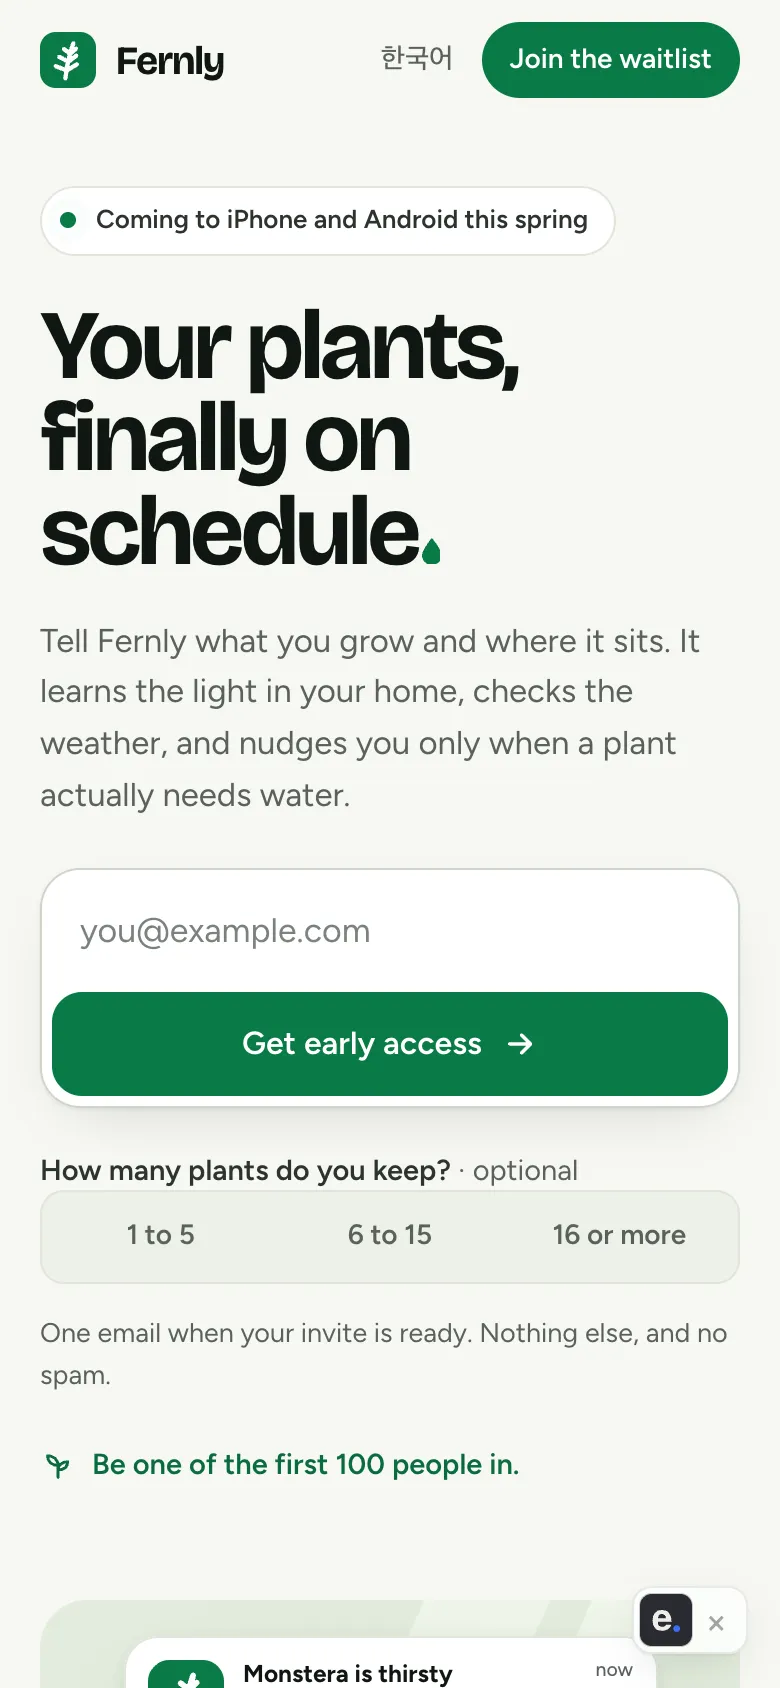 Fernly
한국어
Join the waitlist
Coming to iPhone and Android this spring
Your plants,
finally on
schedule.
Tell Fernly what you grow and where it sits. It
learns the light in your home, checks the
weather, and nudges you only when a plant
actually needs water.
you@example.com
Get early access →
How many plants do you keep? · optional
1 to 5
6 to 15
16 or more
One email when your invite is ready. Nothing else, and no
spam.
Be one of the first 100 people in.
e.
×
Monstera is thirsty
now